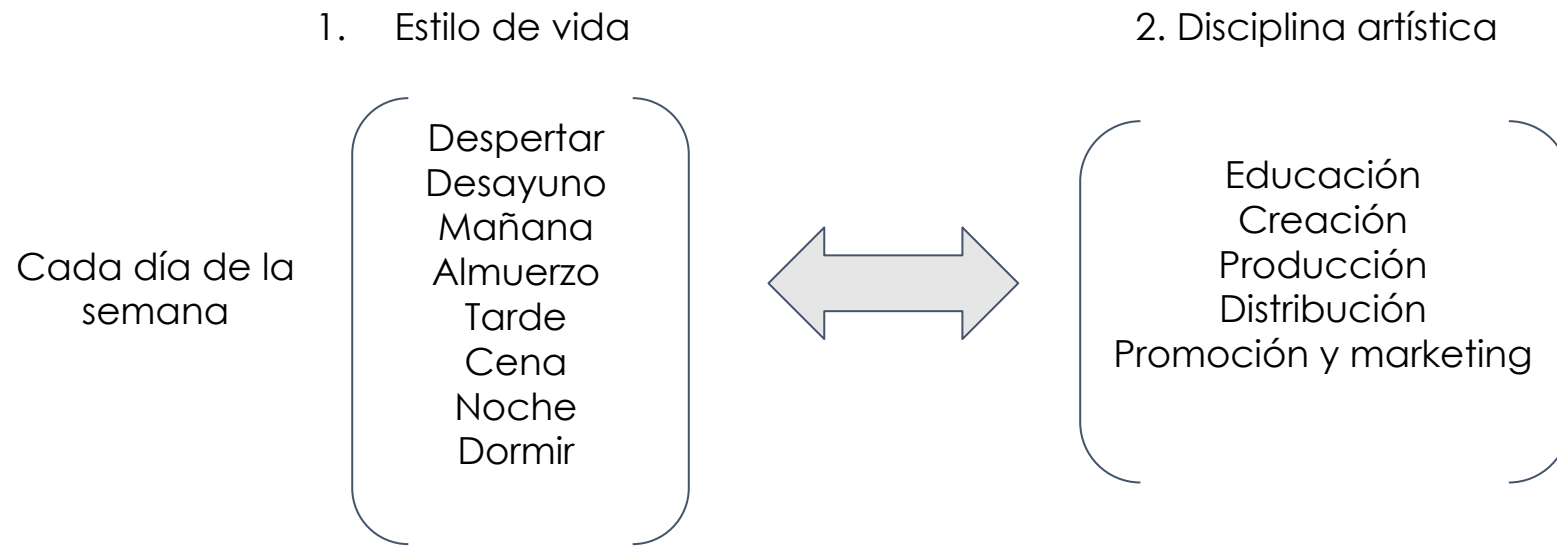 1. Estilo de vida
2. Disciplina artística
Cada día de la
semana
Despertar
Desayuno
Mañana
Almuerzo
Tarde
Cena
Noche
Dormir
Educación
Creación
Producción
Distribución
Promoción y marketing